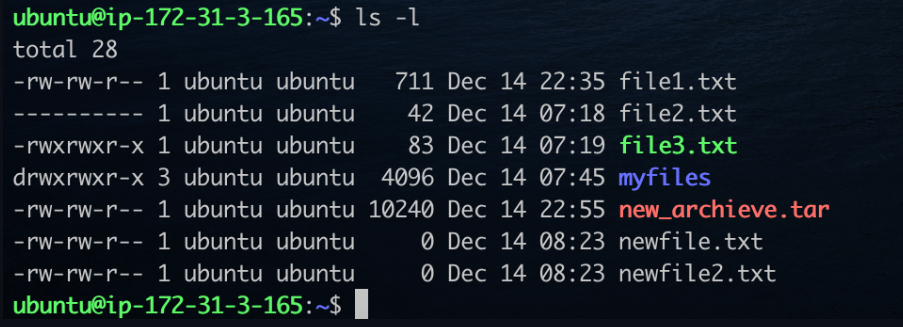 ubuntu@ip-172-31-3-165:~$ ls -l
total 28
-rw-rw-r-- 1 ubuntu ubuntu   711 Dec 14 22:35 file1.txt
---------- 1 ubuntu ubuntu    42 Dec 14 07:18 file2.txt
-rwxrwxr-x 1 ubuntu ubuntu    83 Dec 14 07:19 file3.txt
drwxrwxr-x 3 ubuntu ubuntu  4096 Dec 14 07:45 myfiles
-rw-rw-r-- 1 ubuntu ubuntu 10240 Dec 14 22:55 new_archieve.tar
-rw-rw-r-- 1 ubuntu ubuntu     0 Dec 14 08:23 newfile.txt
-rw-rw-r-- 1 ubuntu ubuntu     0 Dec 14 08:23 newfile2.txt
ubuntu@ip-172-31-3-165:~$